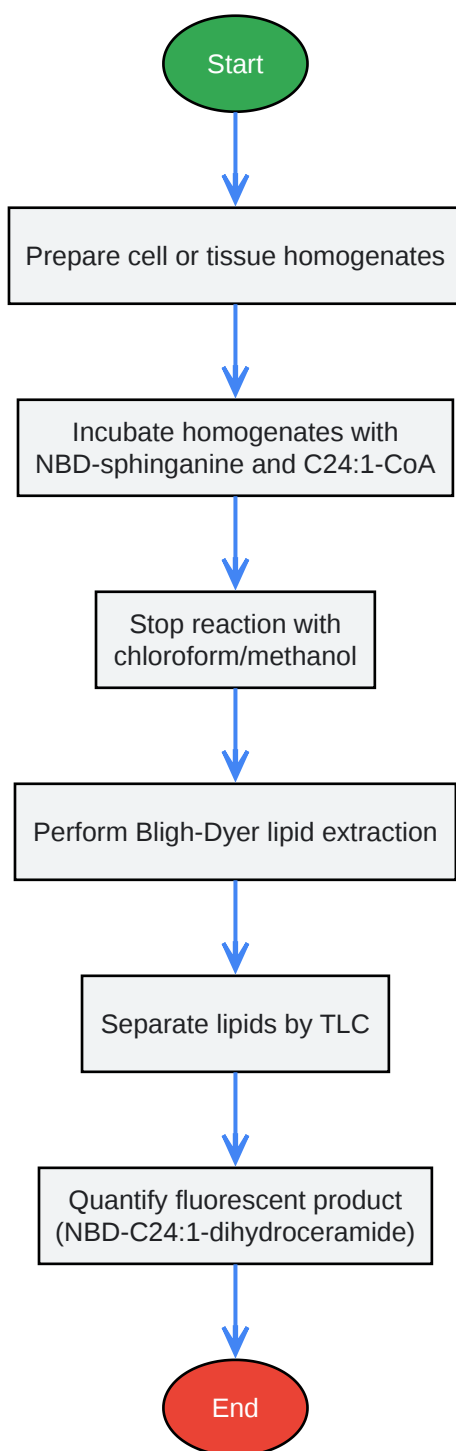 Start
Prepare cell or tissue homogenates
Incubate homogenates with
NBD-sphinganine and C24:1-CoA
Stop reaction with
chloroform/methanol
Perform Bligh-Dyer lipid extraction
Separate lipids by TLC
Quantify fluorescent product
(NBD-C24:1-dihydroceramide)
End